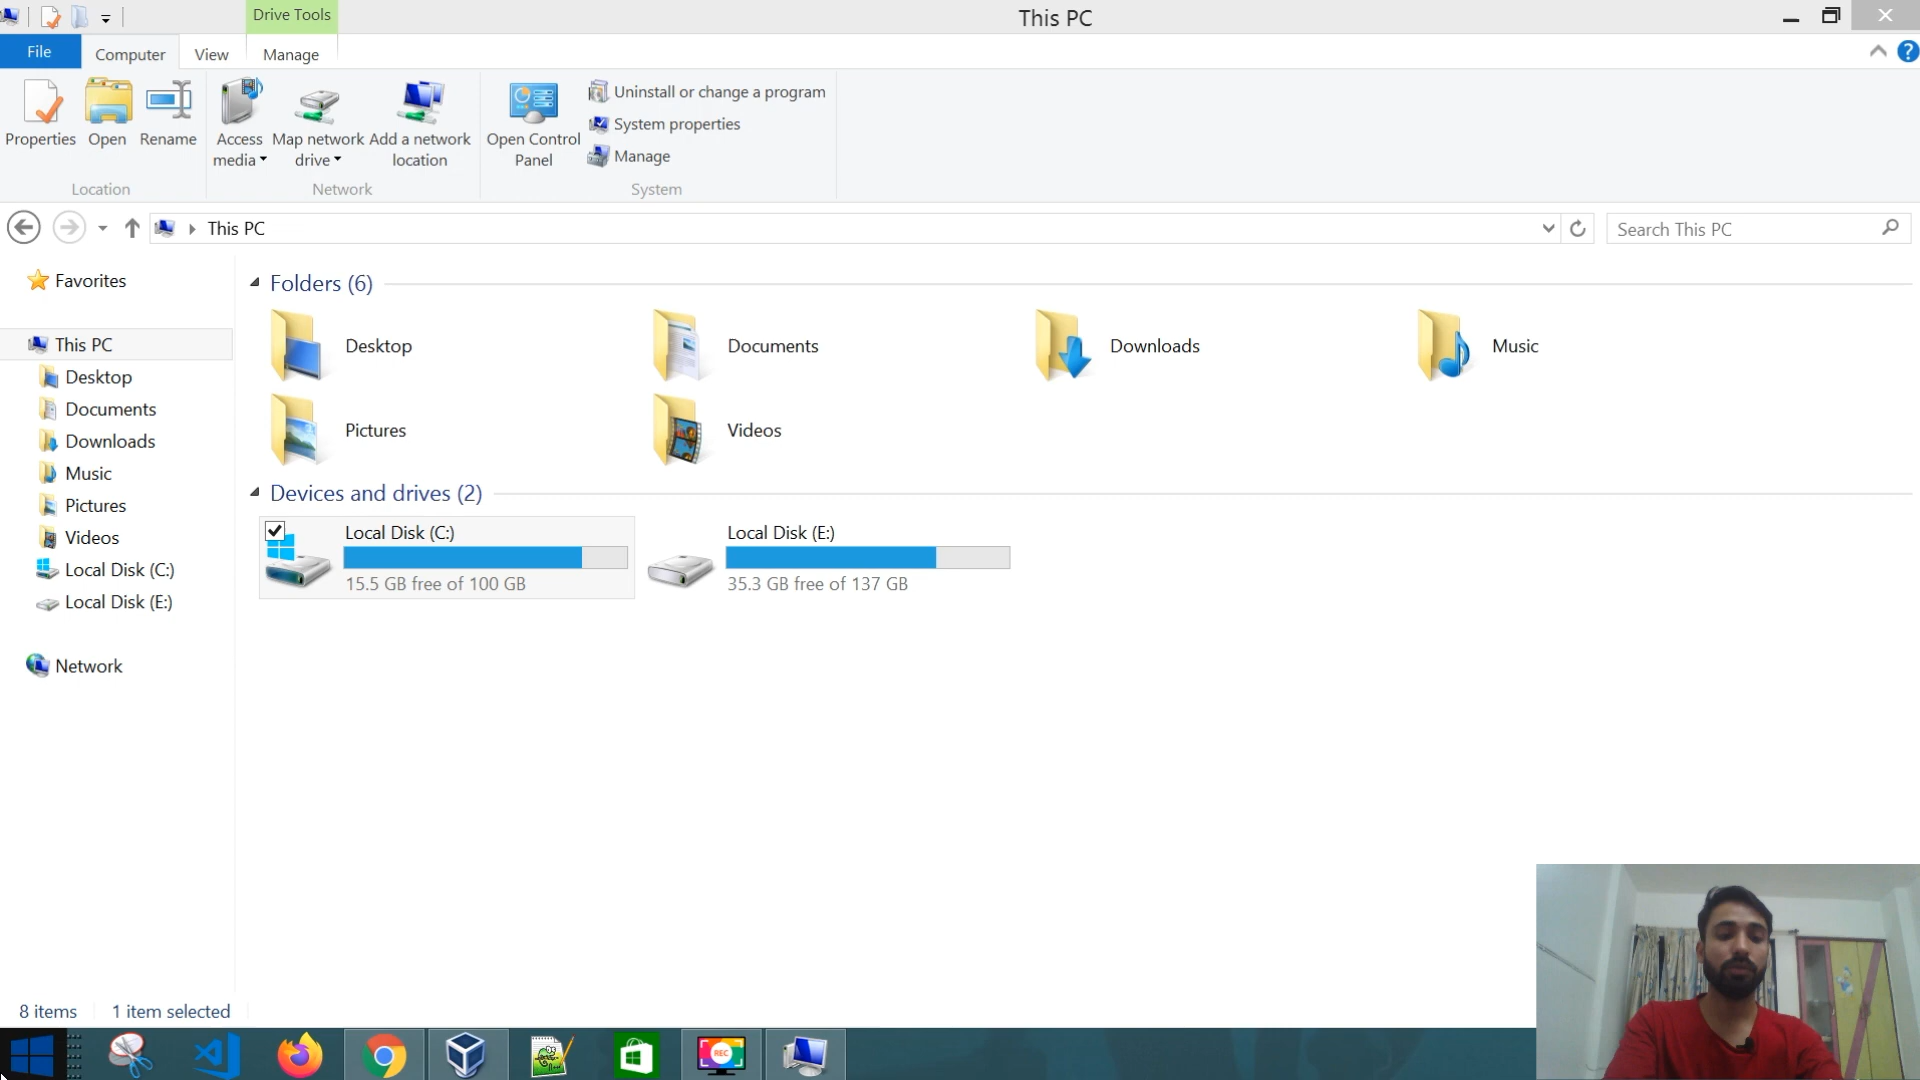 Drive Tools
This PC
File
Computer
View
Manage
Properties
Open
Rename
Access
media
Map network
drive
Add a network
location
Open Control
Panel
Uninstall or change a program
System properties
Manage
Location
Network
System
This PC
Search This PC
Favorites
This PC
Desktop
Documents
Downloads
Music
Pictures
Videos
Local Disk (C:)
Local Disk (E:)
Network
Folders (6)
Desktop
Documents
Downloads
Music
Pictures
Videos
Devices and drives (2)
Local Disk (C:)
15.5 GB free of 100 GB
Local Disk (E:)
35.3 GB free of 137 GB
8 items
1 item selected
REC